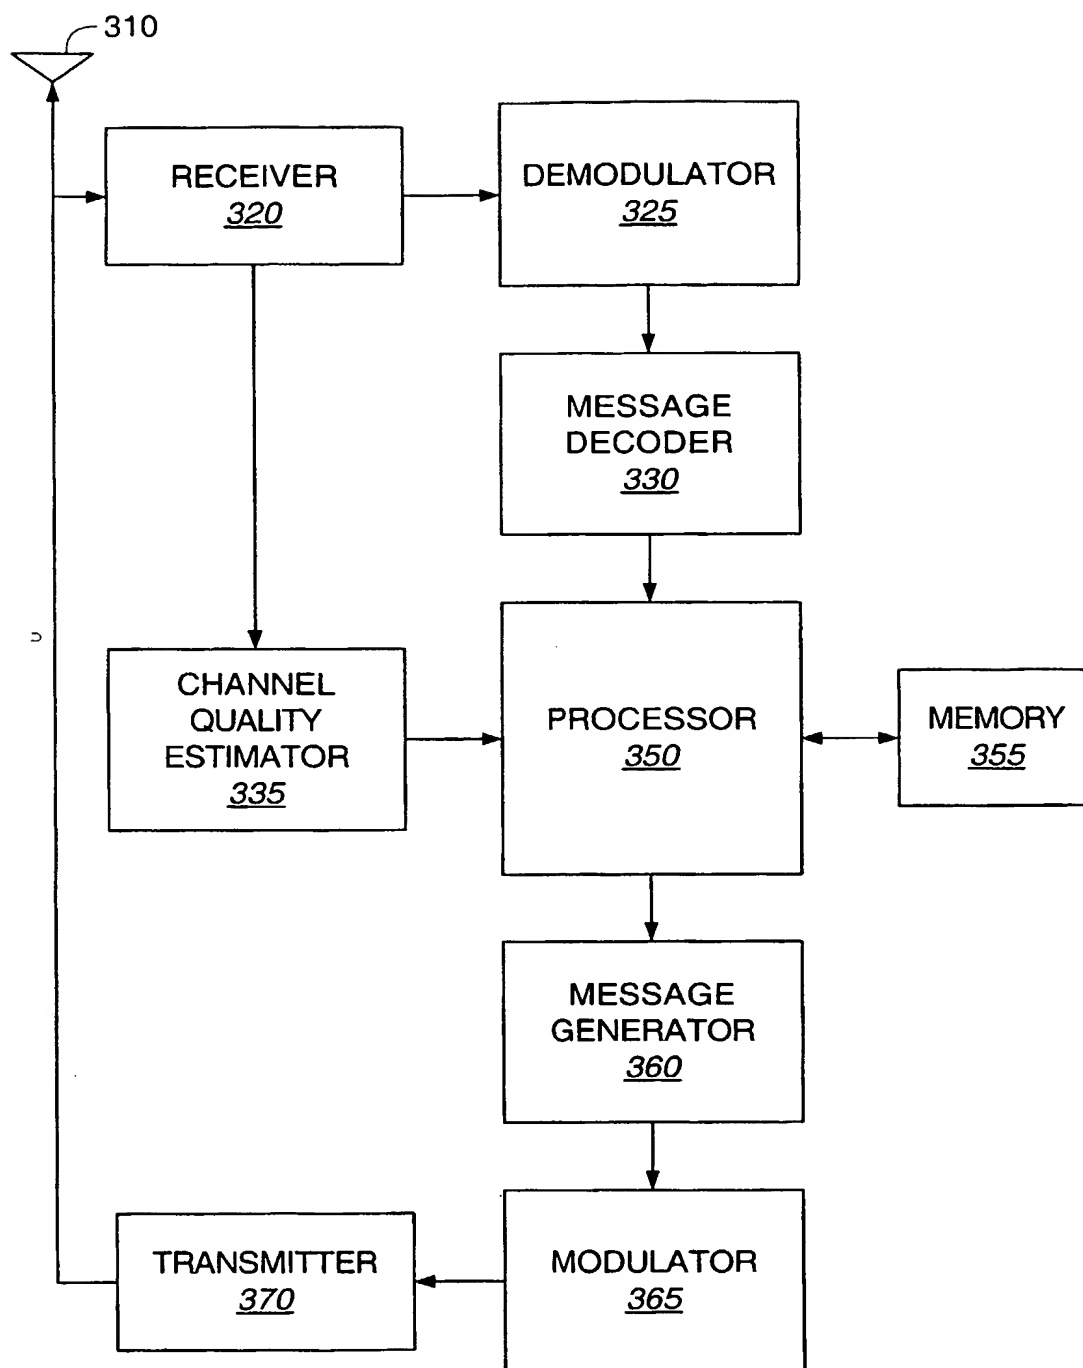 310
RECEIVER
320
DEMODULATOR
325
MESSAGE
DECODER
330
CHANNEL
QUALITY
ESTIMATOR
335
PROCESSOR
350
MEMORY
355
MESSAGE
GENERATOR
360
TRANSMITTER
370
MODULATOR
365